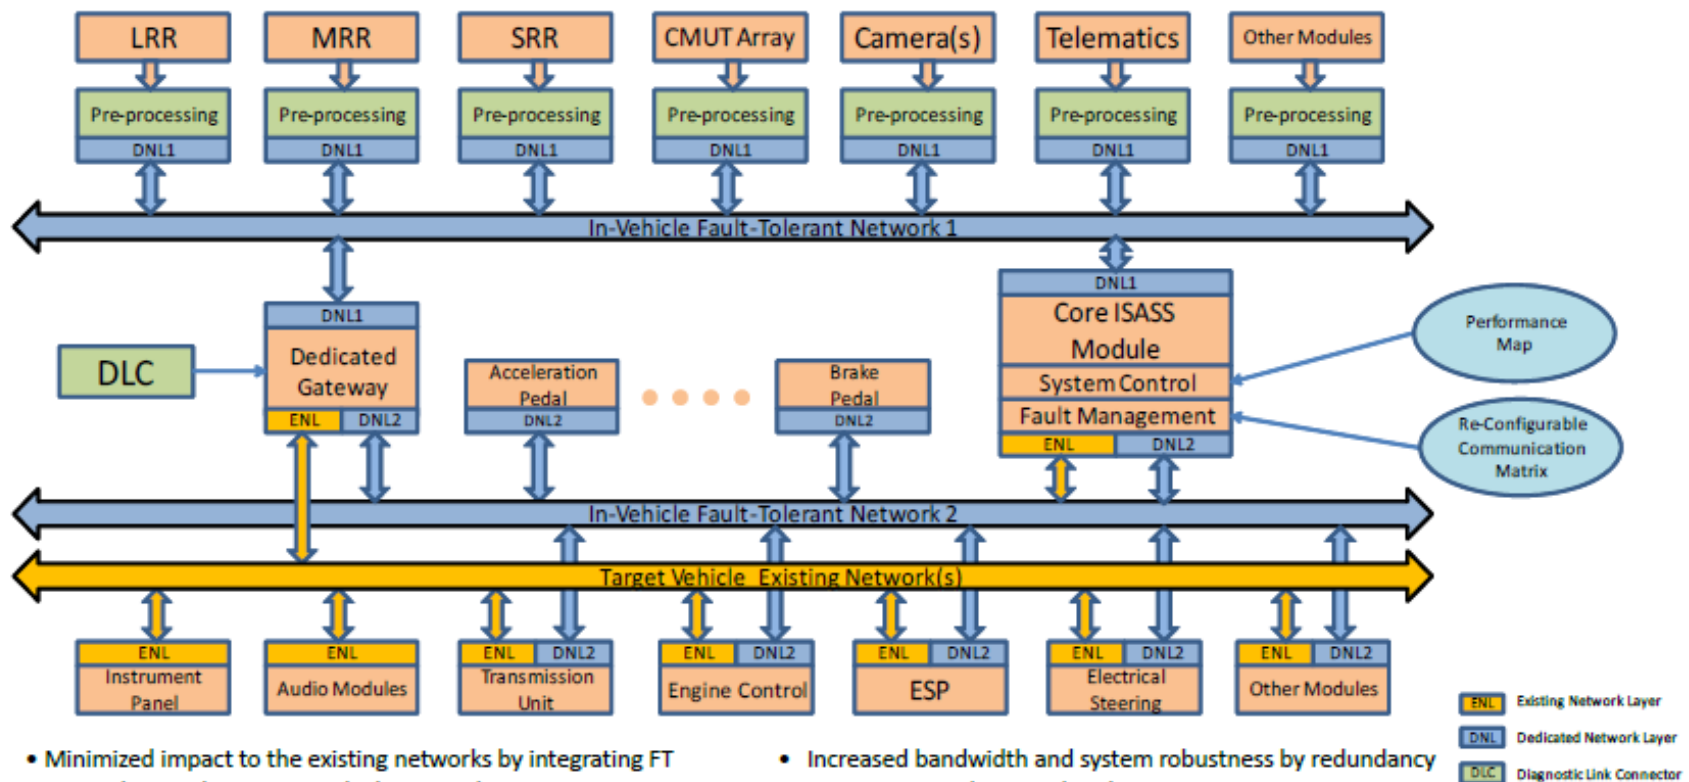 LRR
MRR
SRR
CMUT Array
Camera(s)
Telematics
Other Modules
Pre-processing
Pre-processing
Pre-processing
Pre-processing
Pre-processing
Pre-processing
Pre-processing
DNL1
DNL1
DNL1
DNL1
DNL1
DNL1
DNL1
In-Vehicle Fault-Tolerant Network 1
DNL1
Dedicated
Gateway
ENL
DNL2
DLC
Acceleration
Pedal
DNL2
Brake
Pedal
DNL2
DNL1
Core ISASS
Module
System Control
Fault Management
ENL
DNL2
Performance
Map
Re-Configurable
Communication
Matrix
In-Vehicle Fault-Tolerant Network 2
Target Vehicle Existing Network(s)
ENL
Instrument
Panel
ENL
Audio Modules
ENL
DNL2
Transmission
Unit
ENL
DNL2
Engine Control
ENL
DNL2
ESP
ENL
DNL2
Electrical
Steering
ENL
DNL2
Other Modules
• Minimized impact to the existing networks by integrating FT
• Increased bandwidth and system robustness by redundancy
ENL Existing Network Layer
DNL Dedicated Network Layer
DLC Diagnostic Link Connector